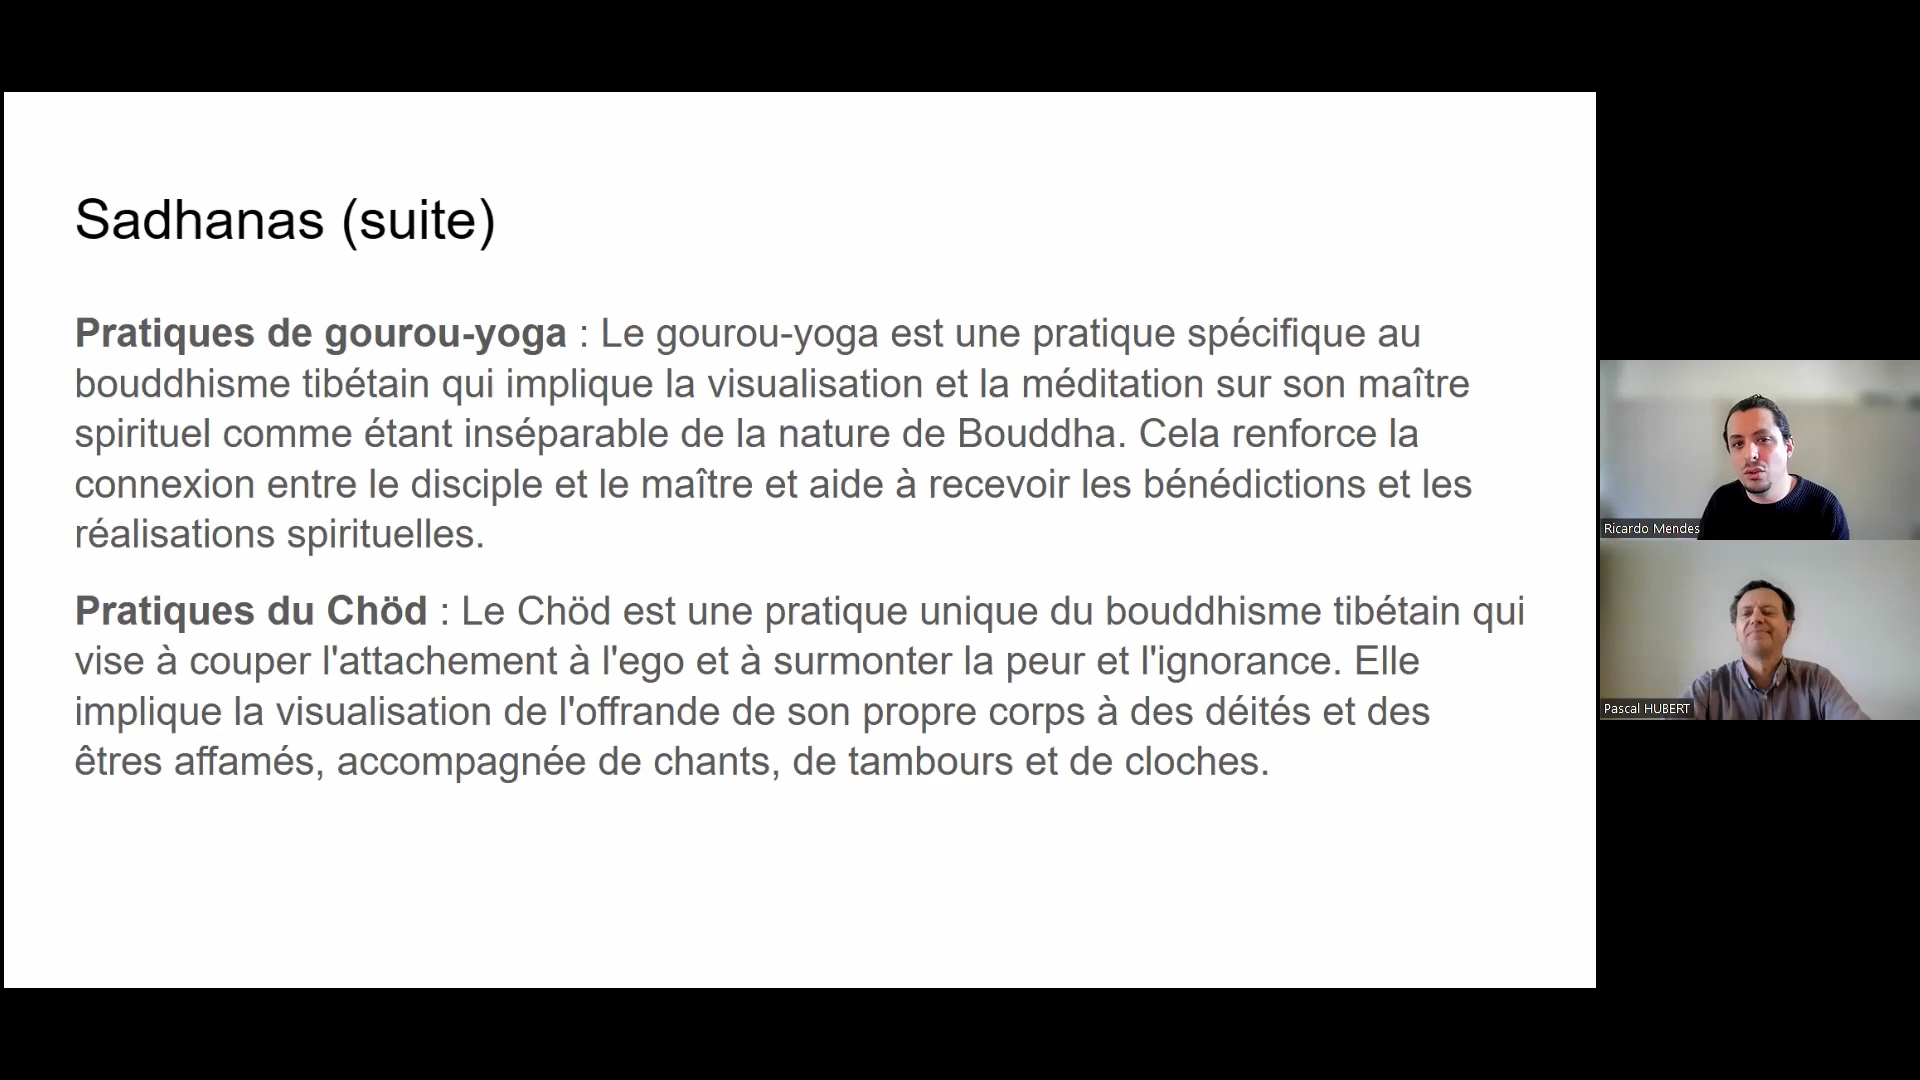 Sadhanas (suite)
Pratiques de gourou-yoga : Le gourou-yoga est une pratique spécifique au
bouddhisme tibétain qui implique la visualisation et la méditation sur son maître
spirituel comme étant inséparable de la nature de Bouddha. Cela renforce la
connexion entre le disciple et le maître et aide à recevoir les bénédictions et les
réalisations spirituelles.
Pratiques du Chöd : Le Chöd est une pratique unique du bouddhisme tibétain qui
vise à couper l'attachement à l'ego et à surmonter la peur et l'ignorance. Elle
implique la visualisation de l'offrande de son propre corps à des déités et des
êtres affamés, accompagnée de chants, de tambours et de cloches.
Ricardo Mendes
Pascal HUBERT